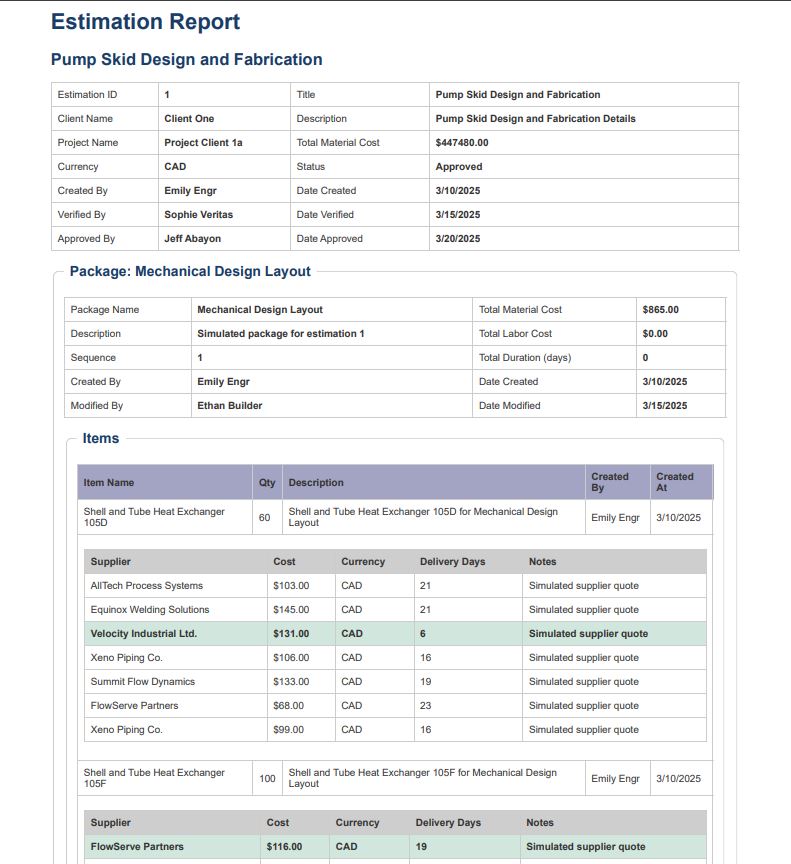 Estimation Report
Pump Skid Design and Fabrication
Estimation ID 1 Title Pump Skid Design and Fabrication
Client Name Client One Description Pump Skid Design and Fabrication Details
Project Name Project Client 1a Total Material Cost $447480.00
Currency CAD Status Approved
Created By Emily Engr Date Created 3/10/2025
Verified By Sophie Veritas Date Verified 3/15/2025
Approved By Jeff Abayon Date Approved 3/20/2025
Package: Mechanical Design Layout
Package Name Mechanical Design Layout Total Material Cost $865.00
Description Simulated package for estimation 1 Total Labor Cost $0.00
Sequence 1 Total Duration (days) 0
Created By Emily Engr Date Created 3/10/2025
Modified By Ethan Builder Date Modified 3/15/2025
Items
Item Name Qty Description Created By Created At
Shell and Tube Heat Exchanger 105D 60 Shell and Tube Heat Exchanger 105D for Mechanical Design Layout Emily Engr 3/10/2025
Supplier Cost Currency Delivery Days Notes
AllTech Process Systems $103.00 CAD 21 Simulated supplier quote
Equinox Welding Solutions $145.00 CAD 21 Simulated supplier quote
Velocity Industrial Ltd. $131.00 CAD 6 Simulated supplier quote
Xeno Piping Co. $106.00 CAD 16 Simulated supplier quote
Summit Flow Dynamics $133.00 CAD 19 Simulated supplier quote
FlowServe Partners $68.00 CAD 23 Simulated supplier quote
Xeno Piping Co. $99.00 CAD 16 Simulated supplier quote
Shell and Tube Heat Exchanger 105F 100 Shell and Tube Heat Exchanger 105F for Mechanical Design Layout Emily Engr 3/10/2025
Supplier Cost Currency Delivery Days Notes
FlowServe Partners $116.00 CAD 19 Simulated supplier quote